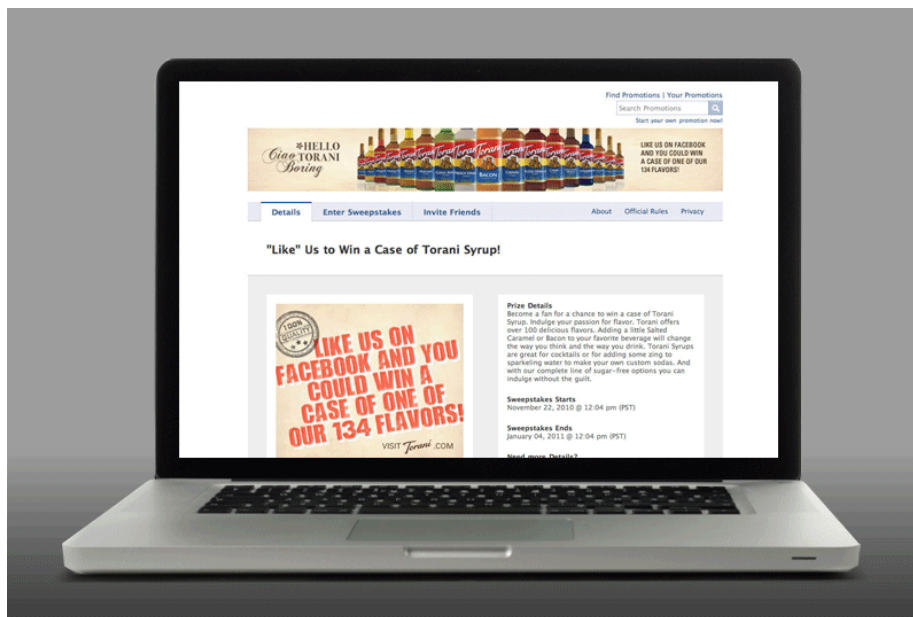 Find Promotions | Your Promotions
Search Promotions
Start your own promotion now!
HELLO
Ciao TORANI
Boring
Torani
BACON
LIKE US ON FACEBOOK
AND YOU COULD WIN
A CASE OF ONE OF OUR
134 FLAVORS!
Details Enter Sweepstakes Invite Friends About Official Rules Privacy
"Like" Us to Win a Case of Torani Syrup!
100%
QUALITY
LIKE US ON
FACEBOOK AND YOU
COULD WIN A
CASE OF ONE OF
OUR 134 FLAVORS!
VISIT Torani .COM
Prize Details
Become a fan for a chance to win a case of Torani
Syrup. Indulge your passion for flavor. Torani offers
over 100 delicious flavors. Adding a little Salted
Caramel or Bacon to your favorite beverage will change
the way you think and the way you drink. Torani Syrups
are great for cocktails or for adding some zing to
sparkeling water to make your own custom sodas. And
with our complete line of sugar-free options you can
indulge without the guilt.
Sweepstakes Starts
November 22, 2010 @ 12:04 pm (PST)
Sweepstakes Ends
January 04, 2011 @ 12:04 pm (PST)
Need more Details?